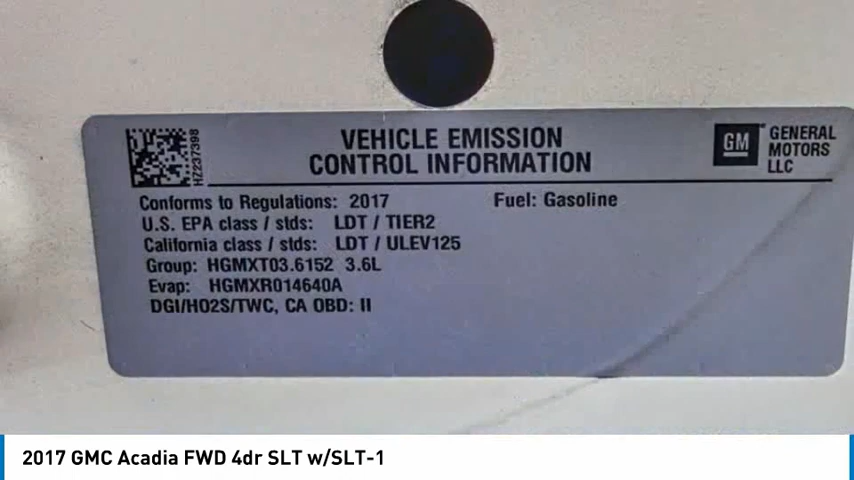 VEHICLE EMISSION
CONTROL INFORMATION
HZ237398
GM
GENERAL
MOTORS
LLC
Conforms to Regulations: 2017
Fuel: Gasoline
U.S. EPA class / stds: LDT / TIER2
California class / stds: LDT / ULEV125
Group: HGMXT03.6152 3.6L
Evap: HGMXR014640A
DGI/HO2S/TWC, CA OBD: II
2017 GMC Acadia FWD 4dr SLT w/SLT-1